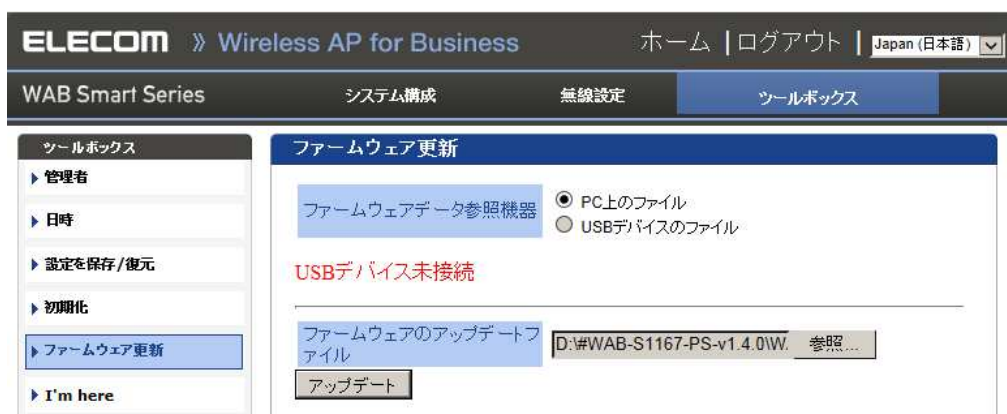 ELECOM 》 Wireless AP for Business
ホーム | ログアウト | Japan (日本語)
WAB Smart Series
システム構成
無線設定
ツールボックス
ツールボックス
管理者
日時
設定を保存/復元
初期化
ファームウェア更新
I'm here
ファームウェア更新
ファームウェアデータ参照機器
PC上のファイル
USBデバイスのファイル
USBデバイス未接続
ファームウェアのアップデートフ
ァイル
D:\#WAB-S1167-PS-v1.4.0\W.
参照...
アップデート